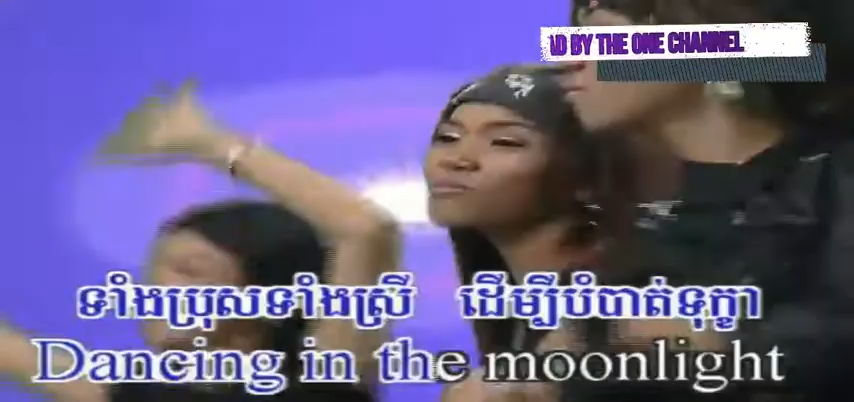 AD BY THE ONE CHANNEL
ទាំងប្រុសទាំងស្រី ដើម្បីបំបាត់ទុក្ខា
Dancing in the moonlight